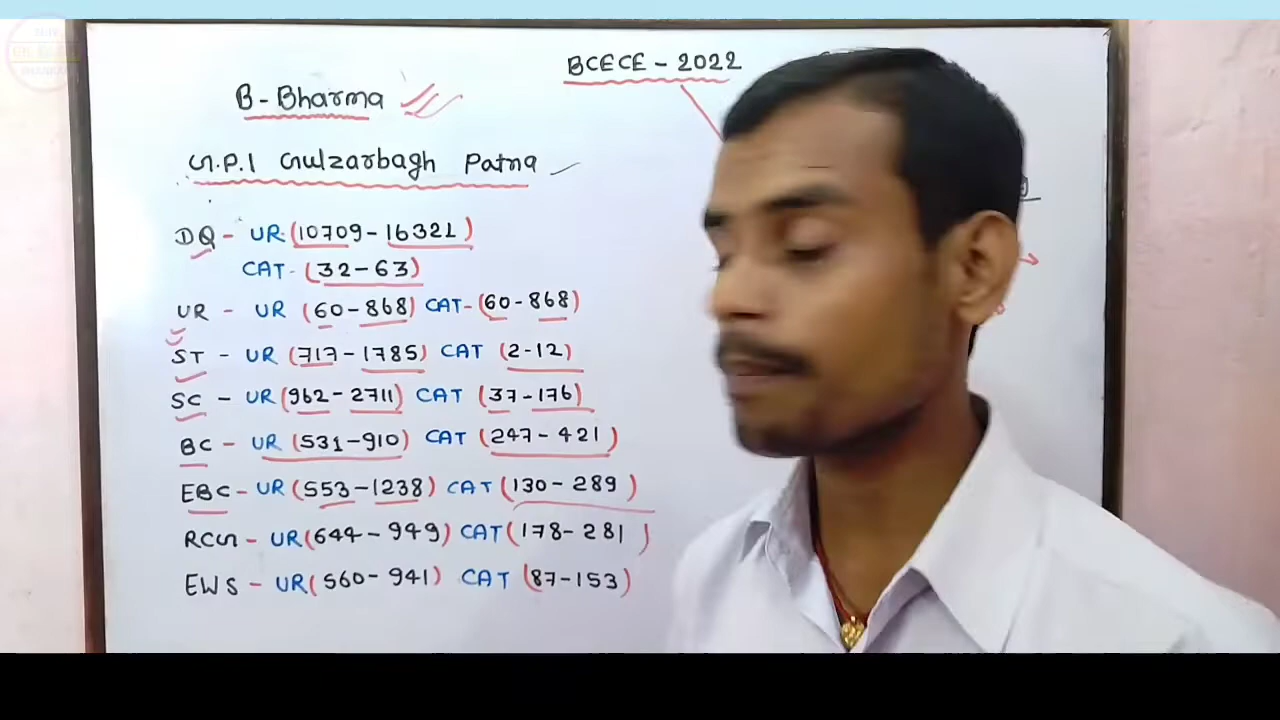 BCECE - 2022
B-Bharma
G.P.I Gulzarbagh Patna
DQ - UR (10709-16321)
CAT- (32-63)
UR - UR (60-868) CAT- (60-868)
ST - UR (717-1785) CAT (2-12)
SC - UR (962-2711) CAT (37-176)
BC - UR (531-910) CAT (247-421)
EBC - UR (553-1238) CAT (130-289)
RCG - UR (644-949) CAT (178-281)
EWS - UR (560-941) CAT (87-153)